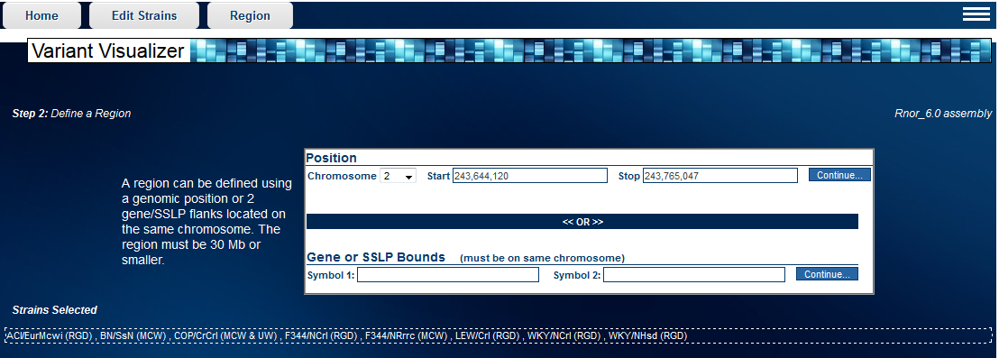 Home Edit Strains Region
Variant Visualizer
Step 2: Define a Region Rnor_6.0 assembly
A region can be defined using
a genomic position or 2
gene/SSLP flanks located on
the same chromosome. The
region must be 30 Mb or
smaller.
Position
Chromosome 2 Start 243,644,120 Stop 243,765,047 Continue...
<< OR >>
Gene or SSLP Bounds (must be on same chromosome)
Symbol 1: Symbol 2: Continue...
Strains Selected
ACI/EurMcwi (RGD) , BN/SsN (MCW) , COP/CrCrl (MCW & UW) , F344/NCrl (RGD) , F344/NRrrc (MCW) , LEW/Crl (RGD) , WKY/NCrl (RGD) , WKY/NHsd (RGD)